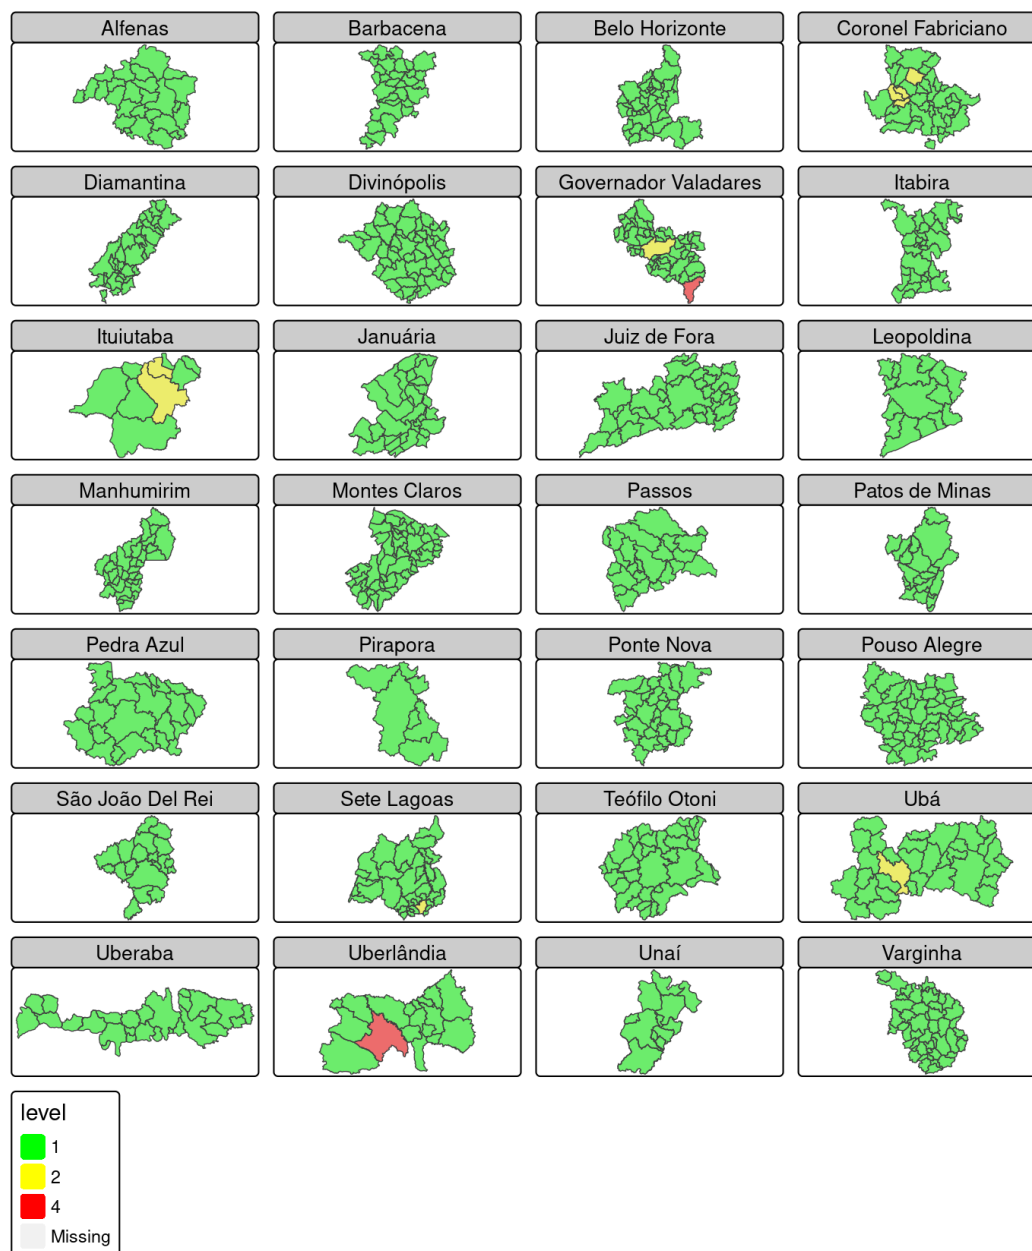 Alfenas
Barbacena
Belo Horizonte
Coronel Fabriciano
Diamantina
Divinópolis
Governador Valadares
Itabira
Ituiutaba
Januária
Juiz de Fora
Leopoldina
Manhumirim
Montes Claros
Passos
Patos de Minas
Pedra Azul
Pirapora
Ponte Nova
Pouso Alegre
São João Del Rei
Sete Lagoas
Teófilo Otoni
Ubá
Uberaba
Uberlândia
Unaí
Varginha
level
1
2
4
Missing